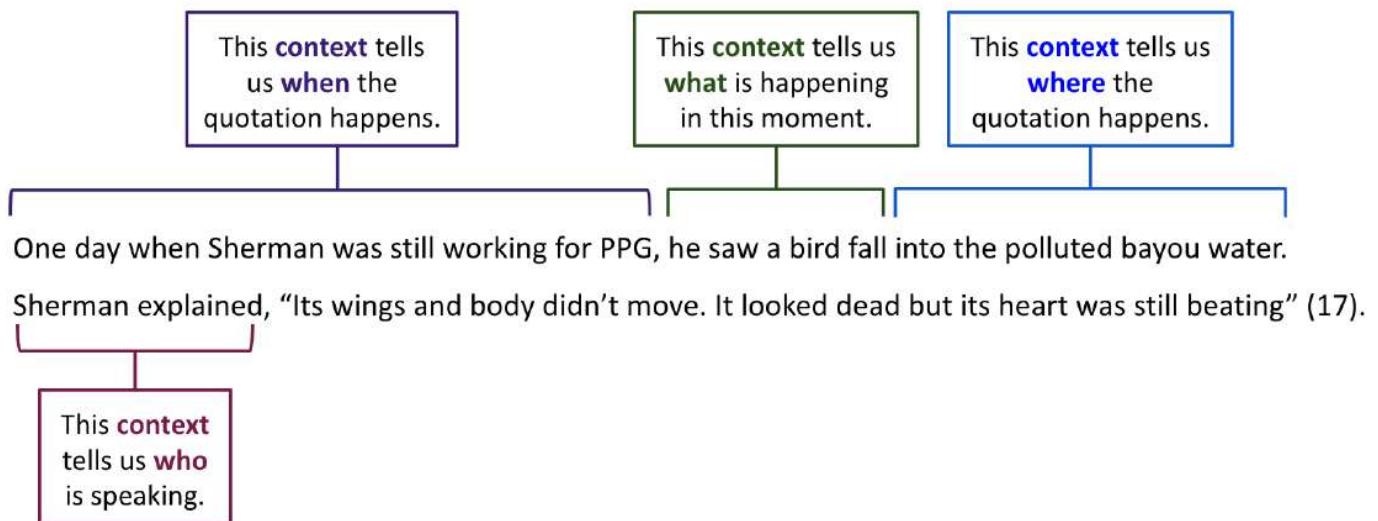 This context tells
us when the
quotation happens.
This context tells us
what is happening
in this moment.
This context tells us
where the
quotation happens.
One day when Sherman was still working for PPG, he saw a bird fall into the polluted bayou water.
Sherman explained, “Its wings and body didn’t move. It looked dead but its heart was still beating” (17).
This context
tells us who
is speaking.